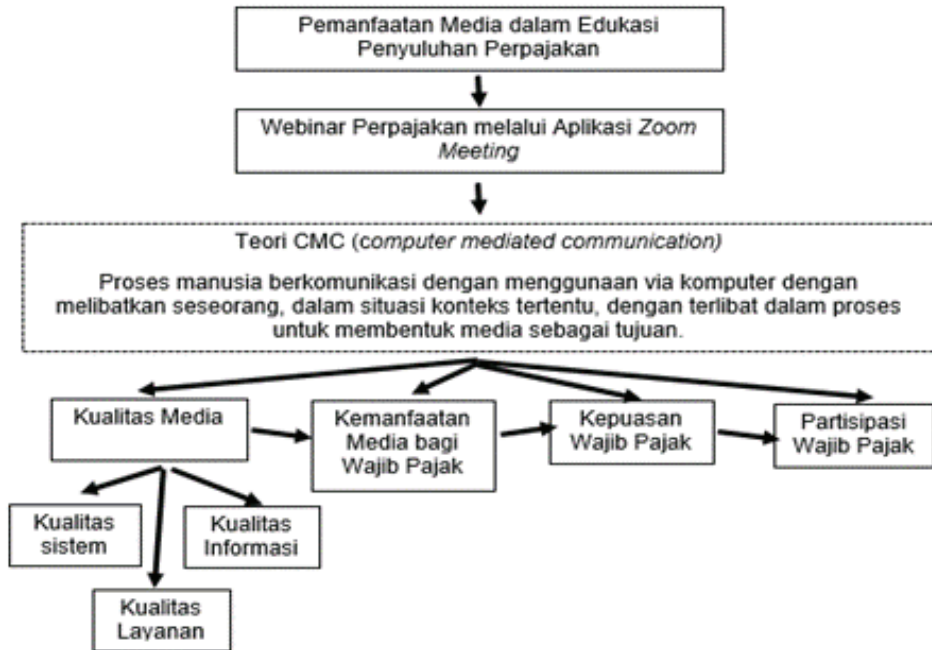 Pemanfaatan Media dalam Edukasi
Penyuluhan Perpajakan
Webinar Perpajakan melalui Aplikasi Zoom
Meeting
Teori CMC (computer mediated communication)
Proses manusia berkomunikasi dengan menggunaan via komputer dengan
melibatkan seseorang, dalam situasi konteks tertentu, dengan terlibat dalam proses
untuk membentuk media sebagai tujuan.
Kualitas Media
Kemanfaatan
Media bagi
Wajib Pajak
Kepuasan
Wajib Pajak
Partisipasi
Wajib Pajak
Kualitas
sistem
Kualitas
Informasi
Kualitas
Layanan